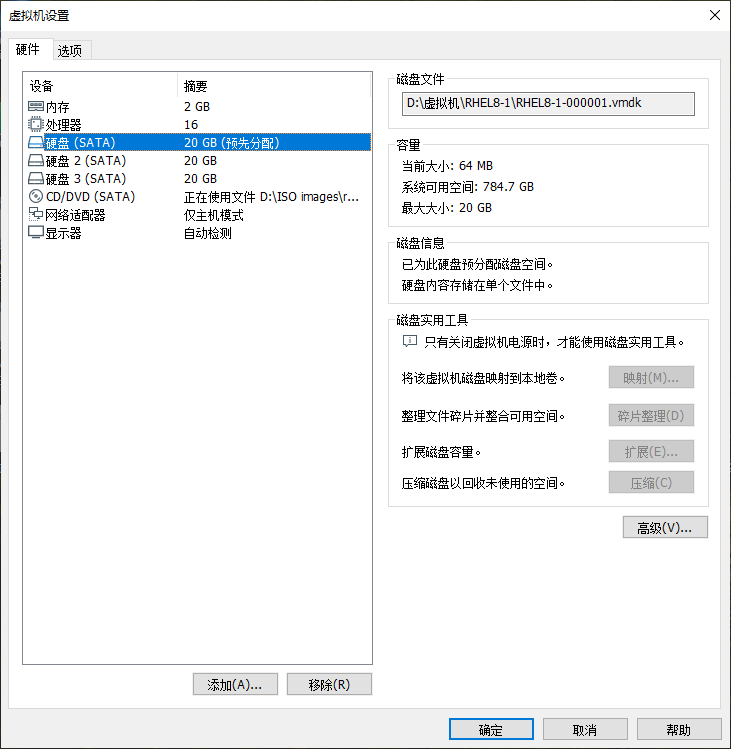 虚拟机设置
硬件 选项
设备 摘要
内存 2 GB
处理器 16
硬盘 (SATA) 20 GB (预先分配)
硬盘 2 (SATA) 20 GB
硬盘 3 (SATA) 20 GB
CD/DVD (SATA) 正在使用文件 D:\ISO images\r...
网络适配器 仅主机模式
显示器 自动检测
添加(A)... 移除(R)
磁盘文件
D:\虚拟机\RHEL8-1\RHEL8-1-000001.vmdk
容量
当前大小: 64 MB
系统可用空间: 784.7 GB
最大大小: 20 GB
磁盘信息
已为此硬盘预分配磁盘空间。
硬盘内容存储在单个文件中。
磁盘实用工具
只有关闭虚拟机电源时，才能使用磁盘实用工具。
将该虚拟机磁盘映射到本地卷。 映射(M)...
整理文件碎片并整合可用空间。 碎片整理(D)
扩展磁盘容量。 扩展(E)...
压缩磁盘以回收未使用的空间。 压缩(C)
高级(V)...
确定 取消 帮助